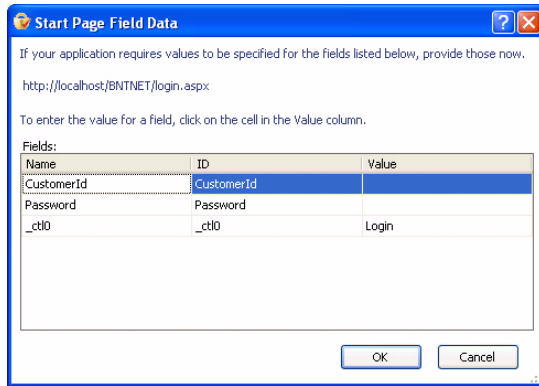 Start Page Field Data
If your application requires values to be specified for the fields listed below, provide those now.
http://localhost/BNTNET/login.aspx
To enter the value for a field, click on the cell in the Value column.
Fields:
Name ID Value
CustomerId CustomerId
Password Password
_ctl0 _ctl0 Login
OK Cancel